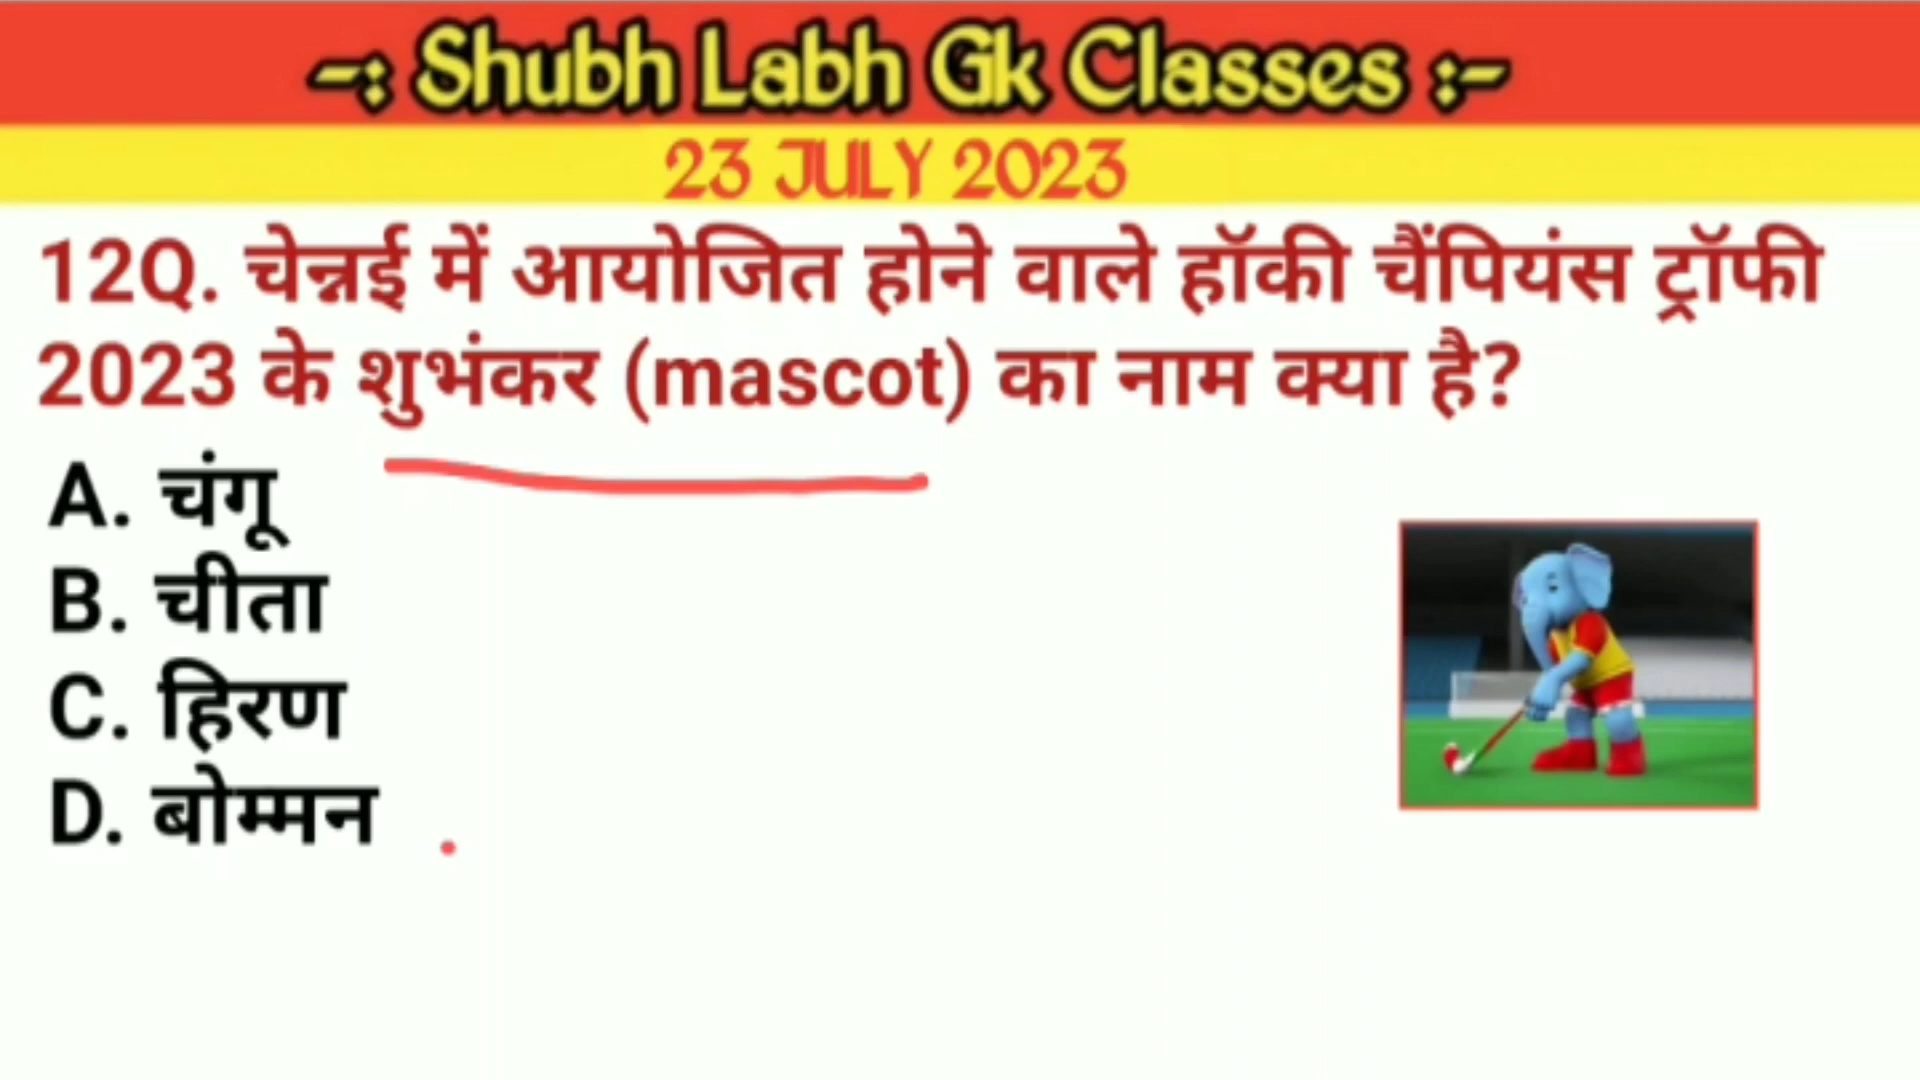 -: Shubh Labh Gk Classes :-
23 JULY 2023
12Q. चेन्नई में आयोजित होने वाले हॉकी चैंपियंस ट्रॉफी
2023 के शुभंकर (mascot) का नाम क्या है?
A. चंगू
B. चीता
C. हिरण
D. बोम्मन